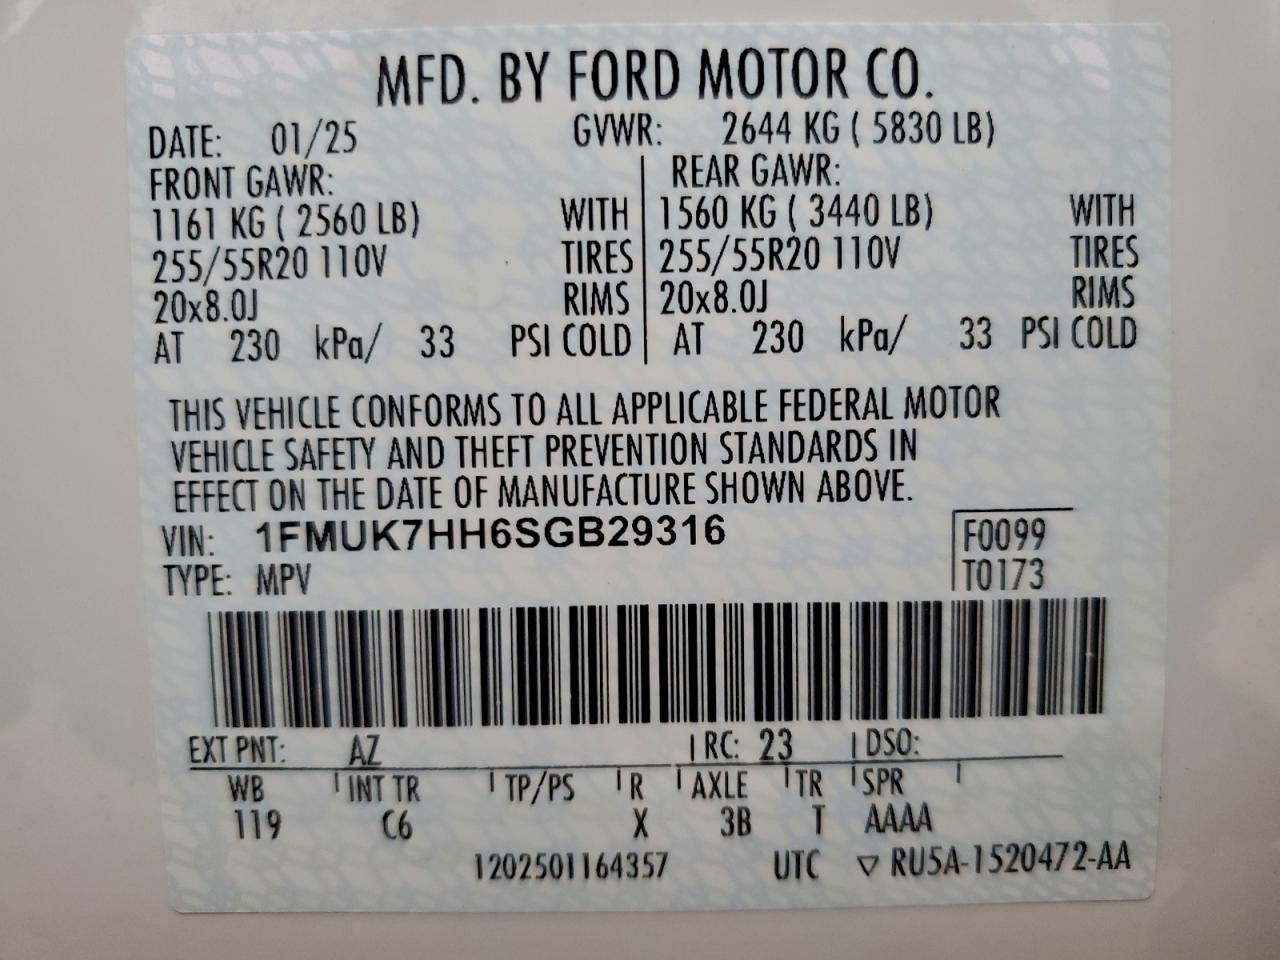 MFD. BY FORD MOTOR CO.
DATE: 01/25 GVWR: 2644 KG ( 5830 LB)
FRONT GAWR: REAR GAWR:
1161 KG ( 2560 LB) WITH 1560 KG ( 3440 LB) WITH
255/55R20 110V TIRES 255/55R20 110V TIRES
20x8.0J RIMS 20x8.0J RIMS
AT 230 kPa/ 33 PSI COLD AT 230 kPa/ 33 PSI COLD
THIS VEHICLE CONFORMS TO ALL APPLICABLE FEDERAL MOTOR
VEHICLE SAFETY AND THEFT PREVENTION STANDARDS IN
EFFECT ON THE DATE OF MANUFACTURE SHOWN ABOVE.
VIN: 1FMUK7HH6SGB29316 F0099
TYPE: MPV T0173
EXT PNT: AZ RC: 23 DSO:
WB INT TR TP/PS R AXLE TR SPR
119 C6 X 3B T AAAA
1202501164357 UTC ▽ RU5A-1520472-AA